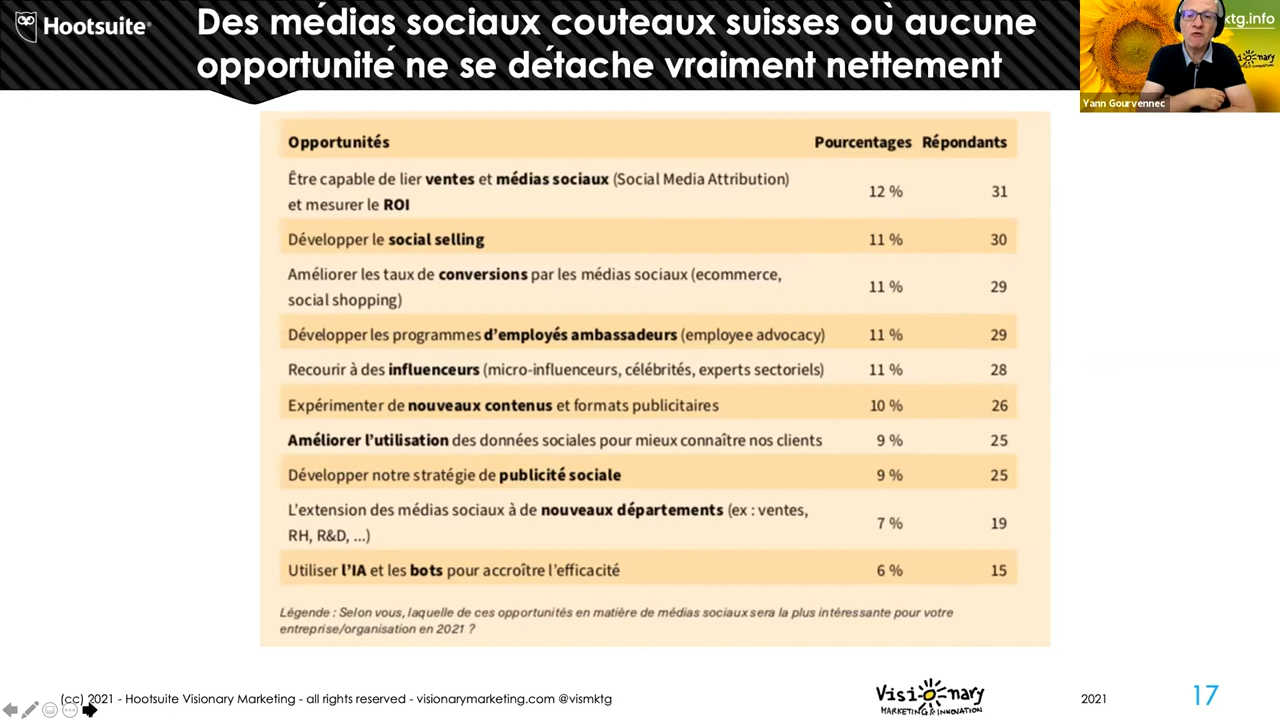 Hootsuite®
Des médias sociaux couteaux suisses où aucune
opportunité ne se détache vraiment nettement
ktg.info
Yann Gourvennec
Opportunités Pourcentages Répondants
Être capable de lier ventes et médias sociaux (Social Media Attribution)
et mesurer le ROI 12 % 31
Développer le social selling 11 % 30
Améliorer les taux de conversions par les médias sociaux (ecommerce,
social shopping) 11 % 29
Développer les programmes d’employés ambassadeurs (employee advocacy) 11 % 29
Recourir à des influenceurs (micro-influenceurs, célébrités, experts sectoriels) 11 % 28
Expérimenter de nouveaux contenus et formats publicitaires 10 % 26
Améliorer l’utilisation des données sociales pour mieux connaître nos clients 9 % 25
Développer notre stratégie de publicité sociale 9 % 25
L’extension des médias sociaux à de nouveaux départements (ex : ventes,
RH, R&D, ...) 7 % 19
Utiliser l’IA et les bots pour accroître l’efficacité 6 % 15
Légende : Selon vous, laquelle de ces opportunités en matière de médias sociaux sera la plus intéressante pour votre
entreprise/organisation en 2021 ?
(cc) 2021 - Hootsuite Visionary Marketing - all rights reserved - visionarymarketing.com @vismktg
Visionary
MARKETING & INNOVATION
2021
17